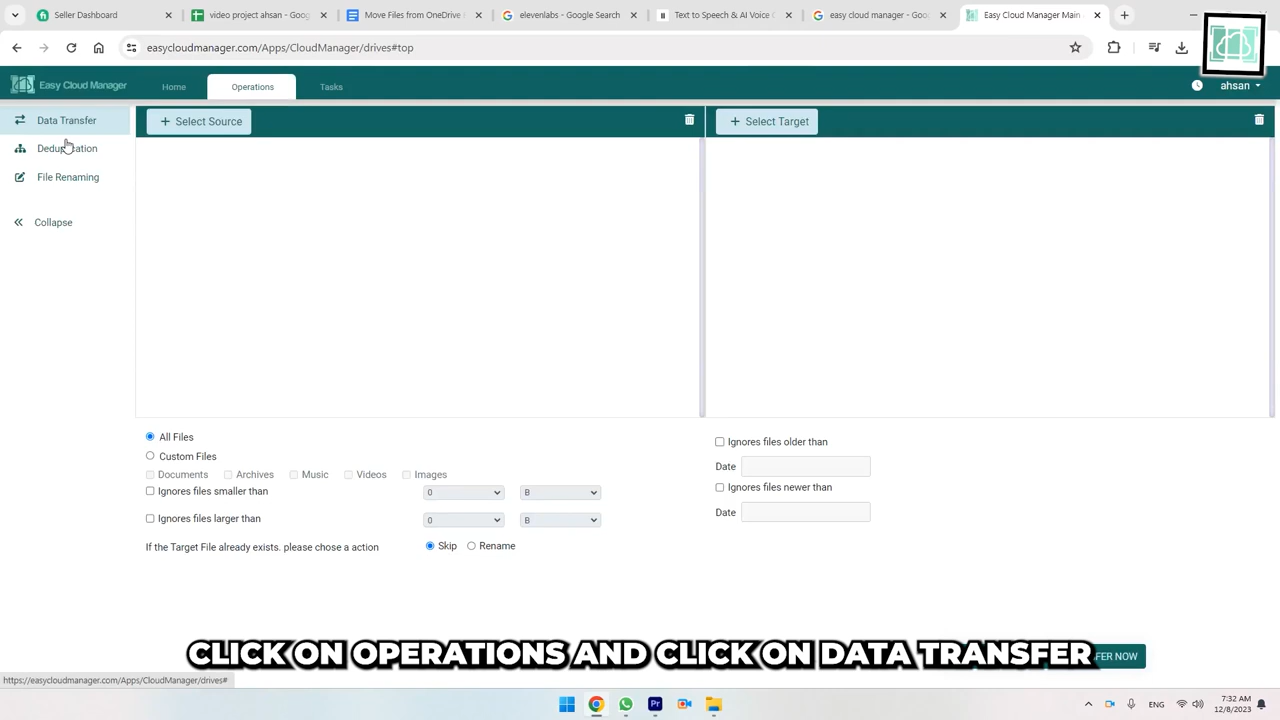 Seller Dashboard
video project ahsan - Goog
Move Files from OneDrive
elevenlabs - Google Search
Text to Speech & AI Voice
easy cloud manager - Goog
Easy Cloud Manager Main
easycloudmanager.com/Apps/CloudManager/drives#top
Easy Cloud Manager
Home
Operations
Tasks
ahsan
Data Transfer
Deduplication
File Renaming
Collapse
+ Select Source
+ Select Target
All Files
Custom Files
Documents Archives Music Videos Images
Ignores files smaller than 0 B
Ignores files larger than 0 B
If the Target File already exists. please chose a action Skip Rename
Ignores files older than
Date
Ignores files newer than
Date
CLICK ON OPERATIONS AND CLICK ON DATA TRANSFER
FER NOW
https://easycloudmanager.com/Apps/CloudManager/drives#
ENG
7:32 AM
12/8/2023